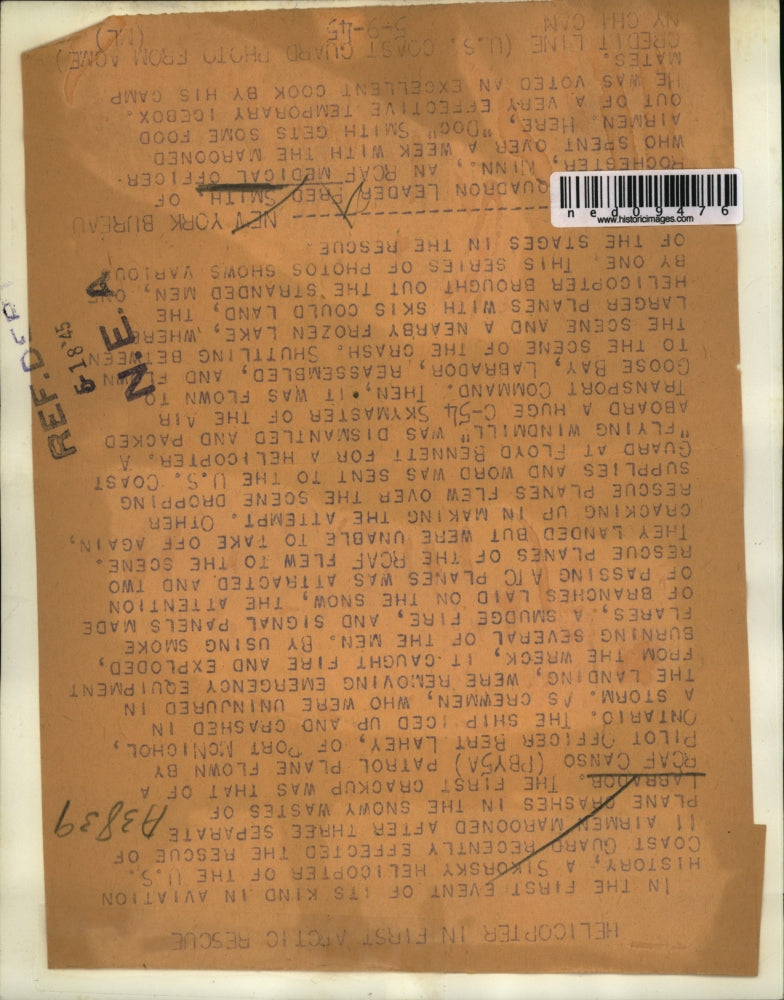 HELICOPTER IN FIRST ARCTIC RESCUE
IN THE FIRST EVENT OF ITS KIND IN AVIATION
HISTORY, A SIKORSKY HELICOPTER OF THE U.S.
COAST GUARD RECENTLY EFFECTED THE RESCUE OF
11 AIRMEN MAROONED AFTER THREE SEPARATE
PLANE CRASHES IN THE SNOWY WASTES OF
LABRADOR. THE FIRST CRACKUP WAS THAT OF A
RCAF CANSO (PBY5A) PATROL PLANE FLOWN BY
PILOT OFFICER BERT LAHEY, OF PORT MCNICHOL,
ONTARIO. THE SHIP ICED UP AND CRASHED IN
A STORM. AS CREWMEN, WHO WERE UNINJURED IN
THE LANDING, WERE REMOVING EMERGENCY EQUIPMENT
FROM THE WRECK, IT CAUGHT FIRE AND EXPLODED,
BURNING SEVERAL OF THE MEN. BY USING SMOKE
FLARES, A SMUDGE FIRE, AND SIGNAL PANELS MADE
OF BRANCHES LAID ON THE SNOW, THE ATTENTION
OF PASSING ATC PLANES WAS ATTRACTED AND TWO
RESCUE PLANES OF THE RCAF FLEW TO THE SCENE.
THEY LANDED BUT WERE UNABLE TO TAKE OFF AGAIN,
CRACKING UP IN MAKING THE ATTEMPT. OTHER
RESCUE PLANES FLEW OVER THE SCENE DROPPING
SUPPLIES AND WORD WAS SENT TO THE U.S. COAST
GUARD AT FLOYD BENNETT FOR A HELICOPTER. A
"FLYING WINDMILL" WAS DISMANTLED AND PACKED
ABOARD A HUGE C-54 SKYMASTER OF THE AIR
TRANSPORT COMMAND. THEN, IT WAS FLOWN TO
GOOSE BAY, LABRADOR, REASSEMBLED, AND FLOWN
TO THE SCENE OF THE CRASH. SHUTTLING BETWEEN
THE SCENE AND A NEARBY FROZEN LAKE, WHERE
LARGER PLANES WITH SKIS COULD LAND, THE
HELICOPTER BROUGHT OUT THE STRANDED MEN, ONE
BY ONE. THIS SERIES OF PHOTOS SHOWS VARIOU
OF THE STAGES IN THE RESCUE.
NEW YORK BUREAU
QUADRON LEADER FRED SMITH OF
ROCHESTER, MINN., AN RCAF MEDICAL OFFICER.
WHO SPENT OVER A WEEK WITH THE MAROONED
AIRMEN. HERE, "DOC" SMITH GETS SOME FOOD
OUT OF A VERY EFFECTIVE TEMPORARY ICEBOX.
HE WAS VOTED AN EXCELLENT COOK BY HIS CAMP
MATES.
CREDIT LINE (U.S. COAST GUARD PHOTO FROM ACME)
NY CHI CAN 5-9-45 (ML)
A3839
REF. DEPT
6-18 45
N.E.A.
ned09476
www.historicimages.com